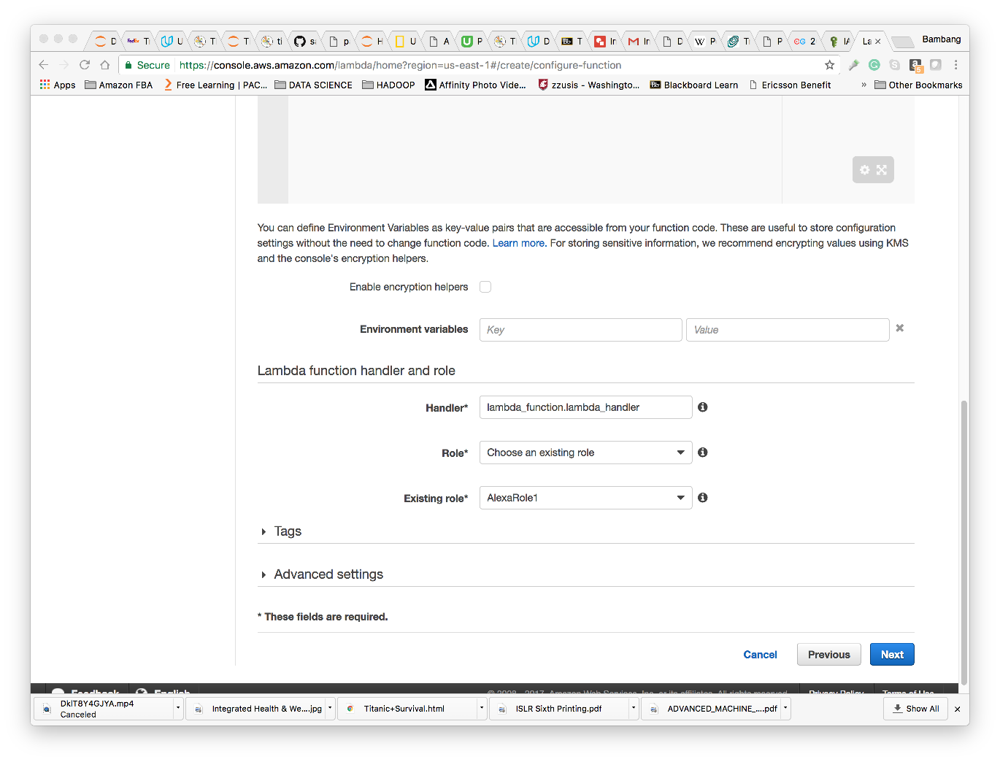 D Tr U T T ti s p H U A P T D T Ir Ir D P T P 2 IA La Bambang
Secure https://console.aws.amazon.com/lambda/home?region=us-east-1#/create/configure-function
Apps Amazon FBA Free Learning | PAC... DATA SCIENCE HADOOP Affinity Photo Vide... zzusis - Washingto... Blackboard Learn Ericsson Benefit » Other Bookmarks
You can define Environment Variables as key-value pairs that are accessible from your function code. These are useful to store configuration
settings without the need to change function code. Learn more. For storing sensitive information, we recommend encrypting values using KMS
and the console's encryption helpers.
Enable encryption helpers
Environment variables Key Value
Lambda function handler and role
Handler* lambda_function.lambda_handler
Role* Choose an existing role
Existing role* AlexaRole1
Tags
Advanced settings
* These fields are required.
Cancel Previous Next
Feedback English © 2008 - 2017, Amazon Web Services, Inc. or its affiliates. All rights reserved. Privacy Policy Terms of Use
DkIT8Y4GJYA.mp4
Canceled
Integrated Health & We....jpg Titanic+Survival.html ISLR Sixth Printing.pdf ADVANCED_MACHINE_....pdf Show All